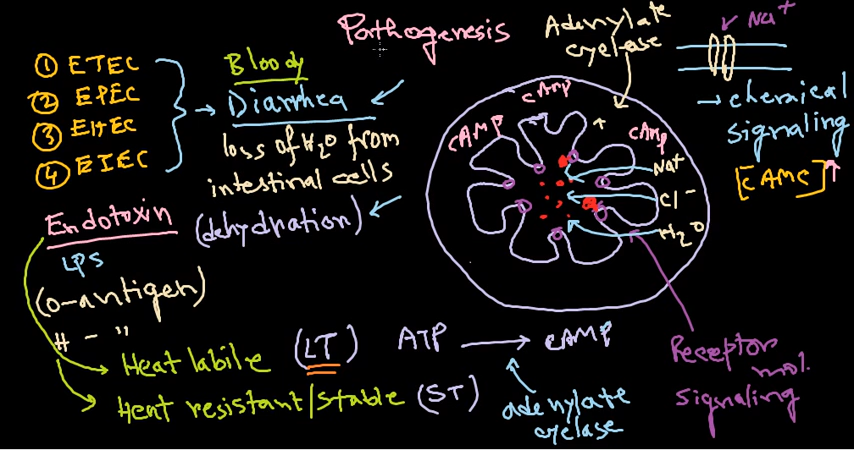 Pathogenesis
① ETEC
② EPEC
③ EHEC
④ EIEC
Bloody
Diarrhea
loss of H2O from
intestinal cells
(dehydration)
Endotoxin
LPS
(O-antigen)
H - "
Heat labile (LT)
Heat resistant/stable (ST)
ATP → cAMP
adenylate
cyclase
Adenylate
cyclase
cAMP
cAMP
cAMP
Na+
Cl-
H2O
Na+
→ chemical
signaling
[cAMC]↑
Receptor
mol.
signaling